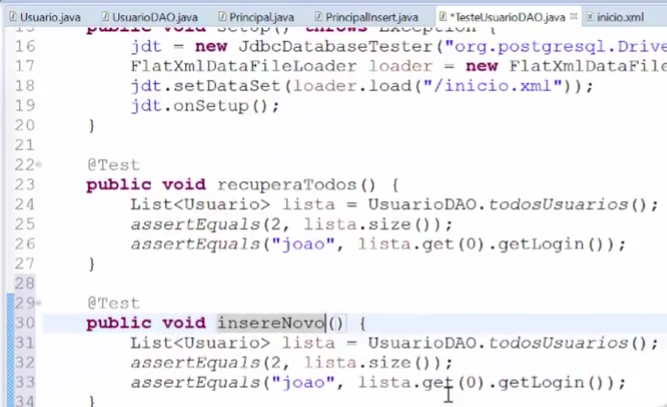 Usuario.java UsuarioDAO.java Principal.java PrincipalInsert.java *TesteUsuarioDAO.java inicio.xml
15 public void setUp() throws Exception {
16 jdt = new JdbcDatabaseTester("org.postgresql.Drive
17 FlatXmlDataFileLoader loader = new FlatXmlDataFile
18 jdt.setDataSet(loader.load("/inicio.xml"));
19 jdt.onSetup();
20 }
21
22 @Test
23 public void recuperaTodos() {
24 List<Usuario> lista = UsuarioDAO.todosUsuarios();
25 assertEquals(2, lista.size());
26 assertEquals("joao", lista.get(0).getLogin());
27 }
28
29 @Test
30 public void insereNovo() {
31 List<Usuario> lista = UsuarioDAO.todosUsuarios();
32 assertEquals(2, lista.size());
33 assertEquals("joao", lista.get(0).getLogin());
34 }